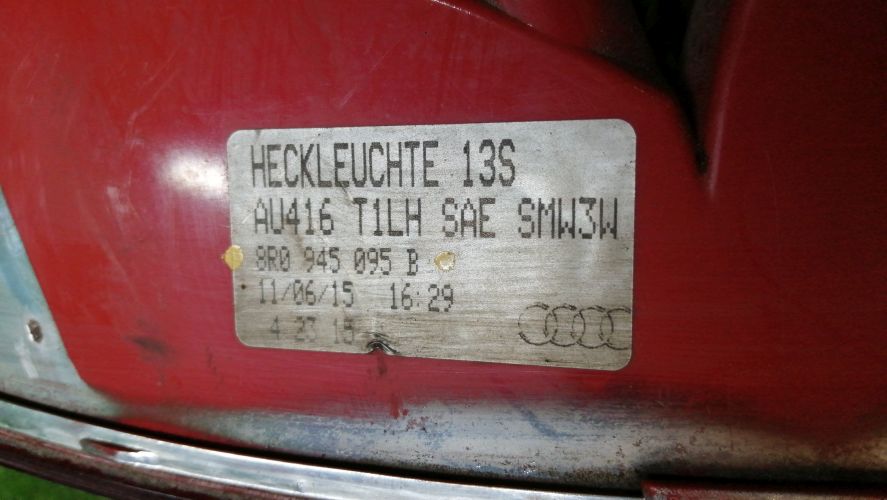 HECKLEUCHTE 13S
AU416 T1LH SAE SMW3W
8R0 945 095 B
11/06/15 16:29
4 23 15